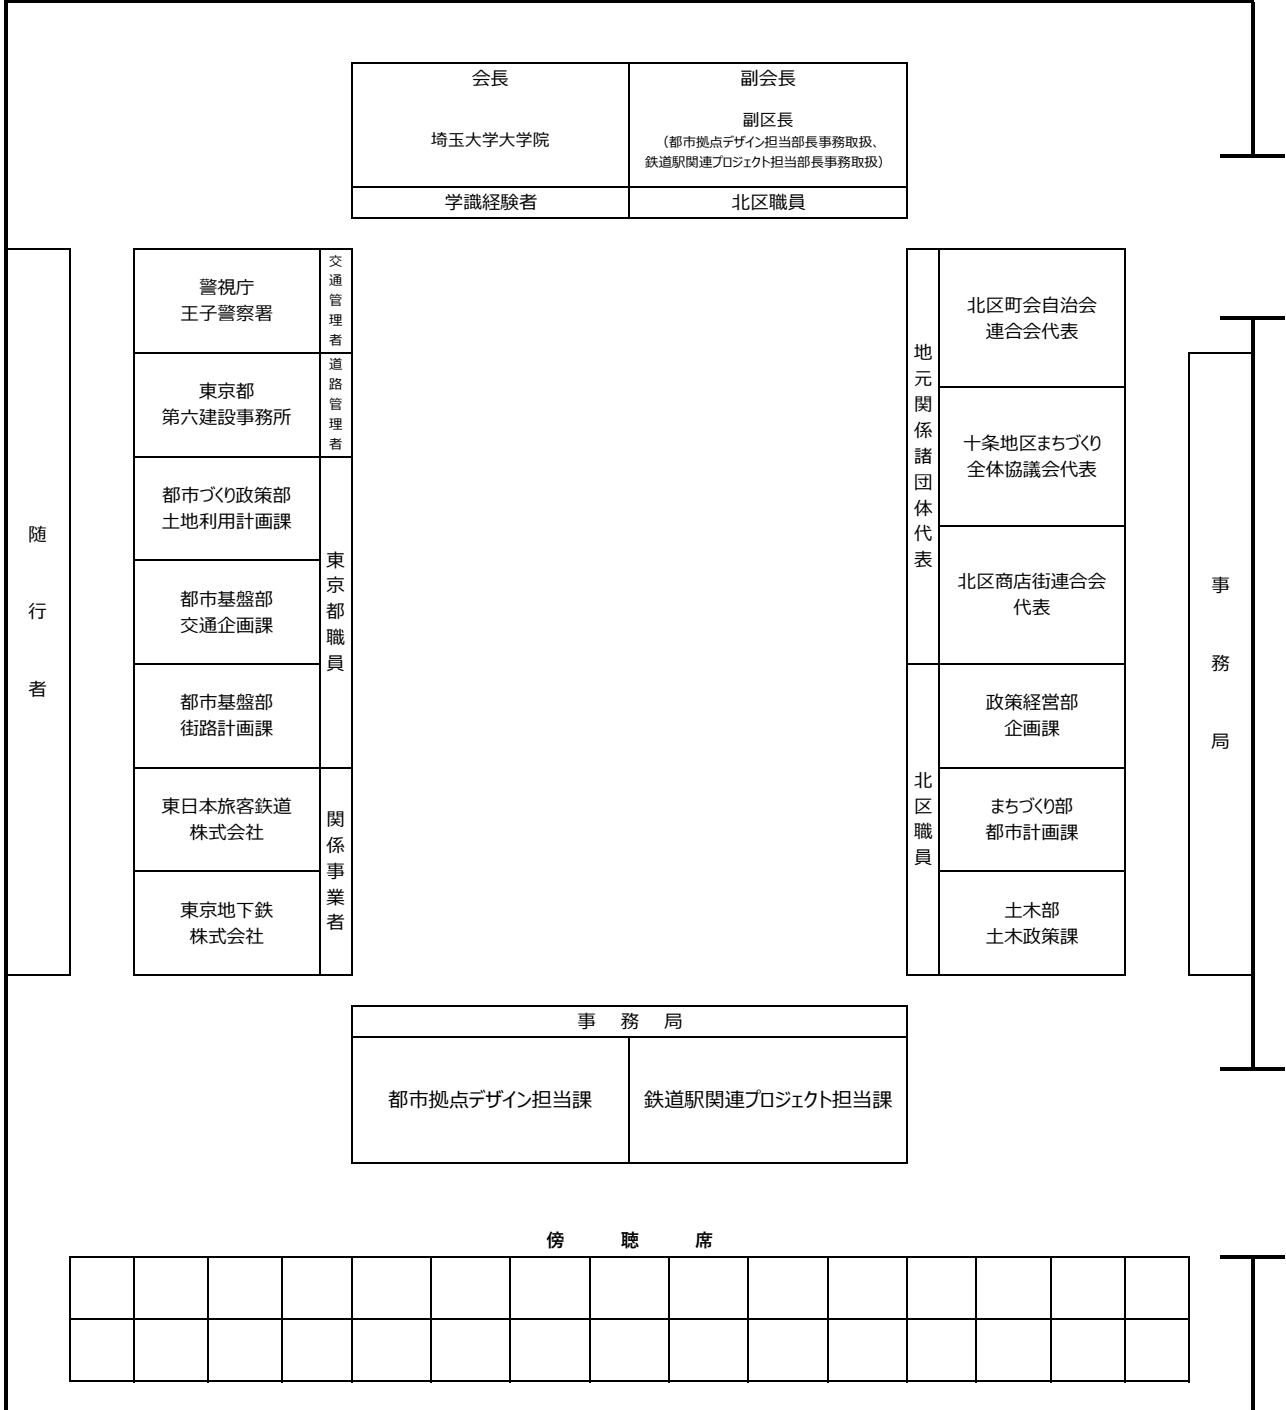 会長
埼玉大学大学院
学識経験者
副会長
副区長
（都市拠点デザイン担当部長事務取扱、
鉄道駅関連プロジェクト担当部長事務取扱）
北区職員
随行者
警視庁
王子警察署
交通管理者
東京都
第六建設事務所
道路管理者
都市づくり政策部
土地利用計画課
都市基盤部
交通企画課
都市基盤部
街路計画課
東京都職員
東日本旅客鉄道
株式会社
東京地下鉄
株式会社
関係事業者
地元関係諸団体代表
北区町会自治会
連合会代表
十条地区まちづくり
全体協議会代表
北区商店街連合会
代表
北区職員
政策経営部
企画課
まちづくり部
都市計画課
土木部
土木政策課
事務局
事　務　局
都市拠点デザイン担当課
鉄道駅関連プロジェクト担当課
傍　聴　席